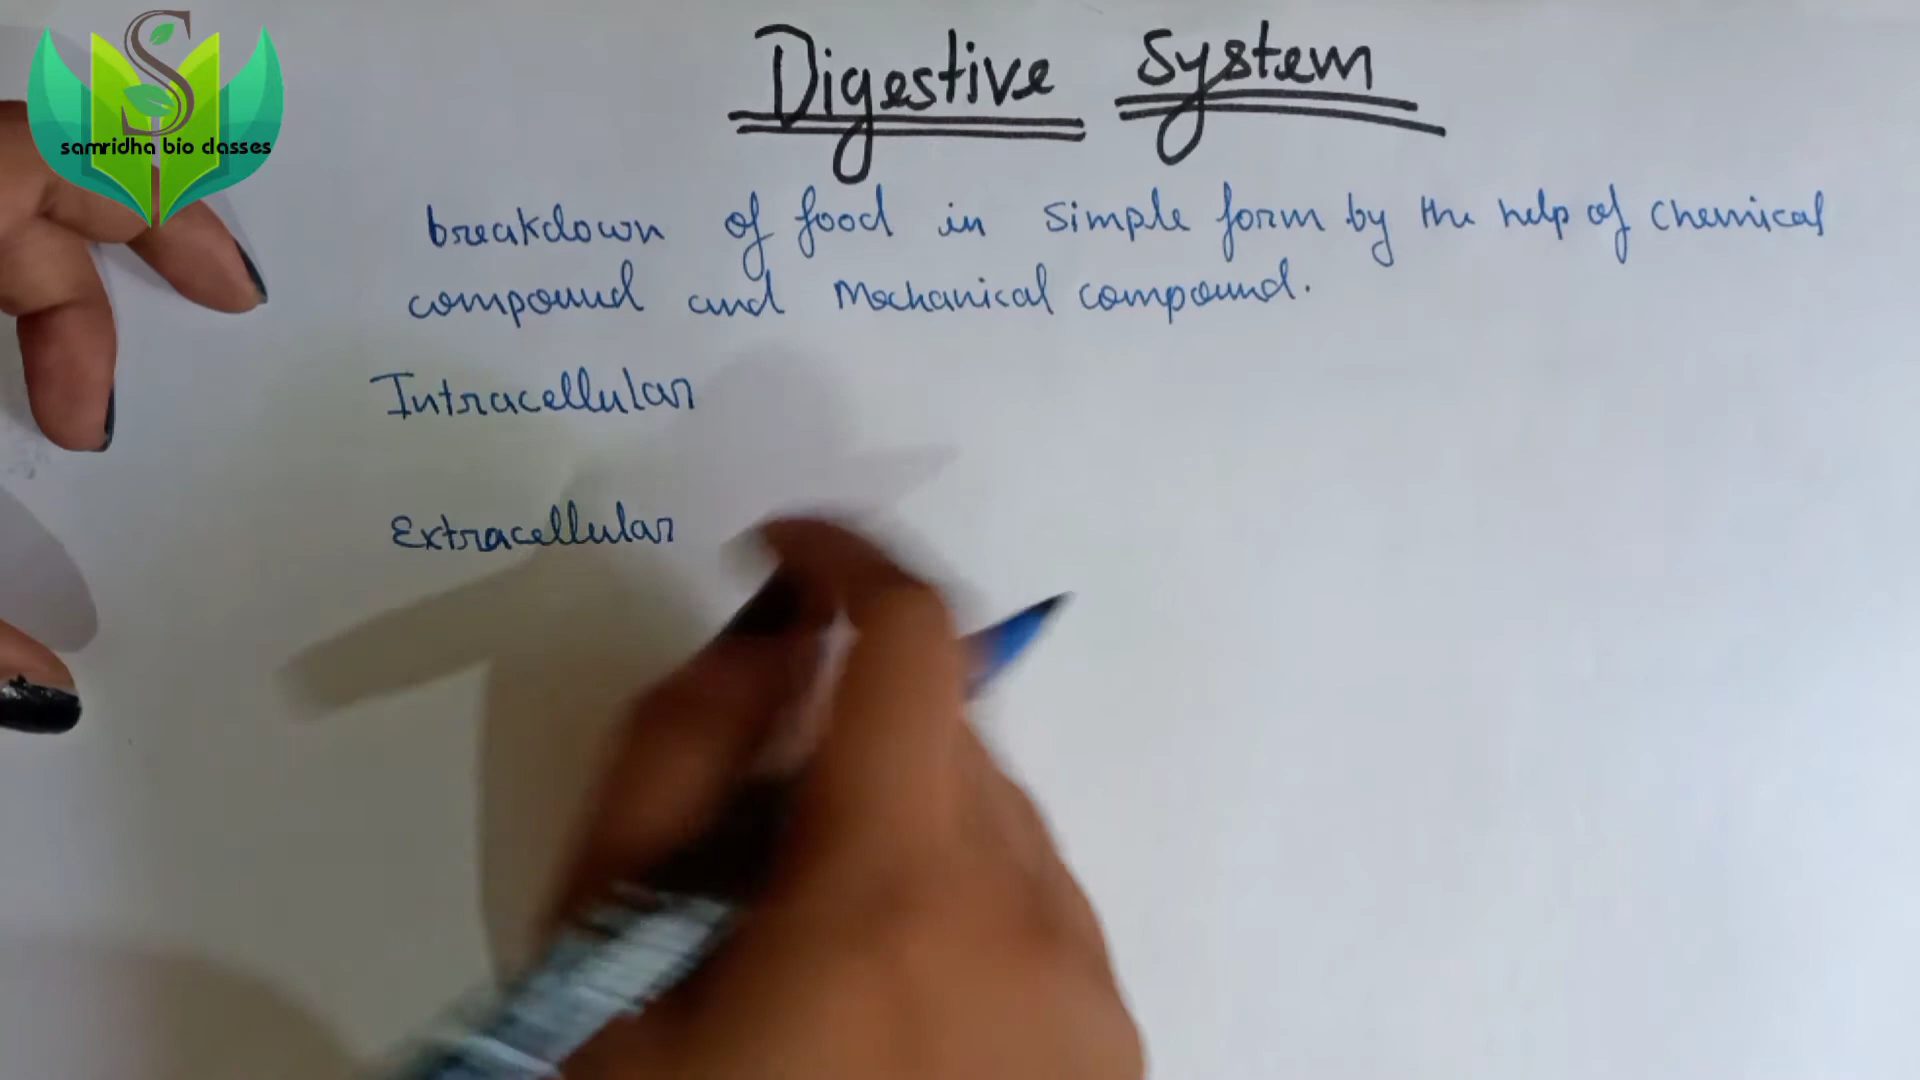 samridha bio classes
Digestive System
breakdown of food in simple form by the help of chemical
compound and Mechanical compound.
Intracellular
Extracellular